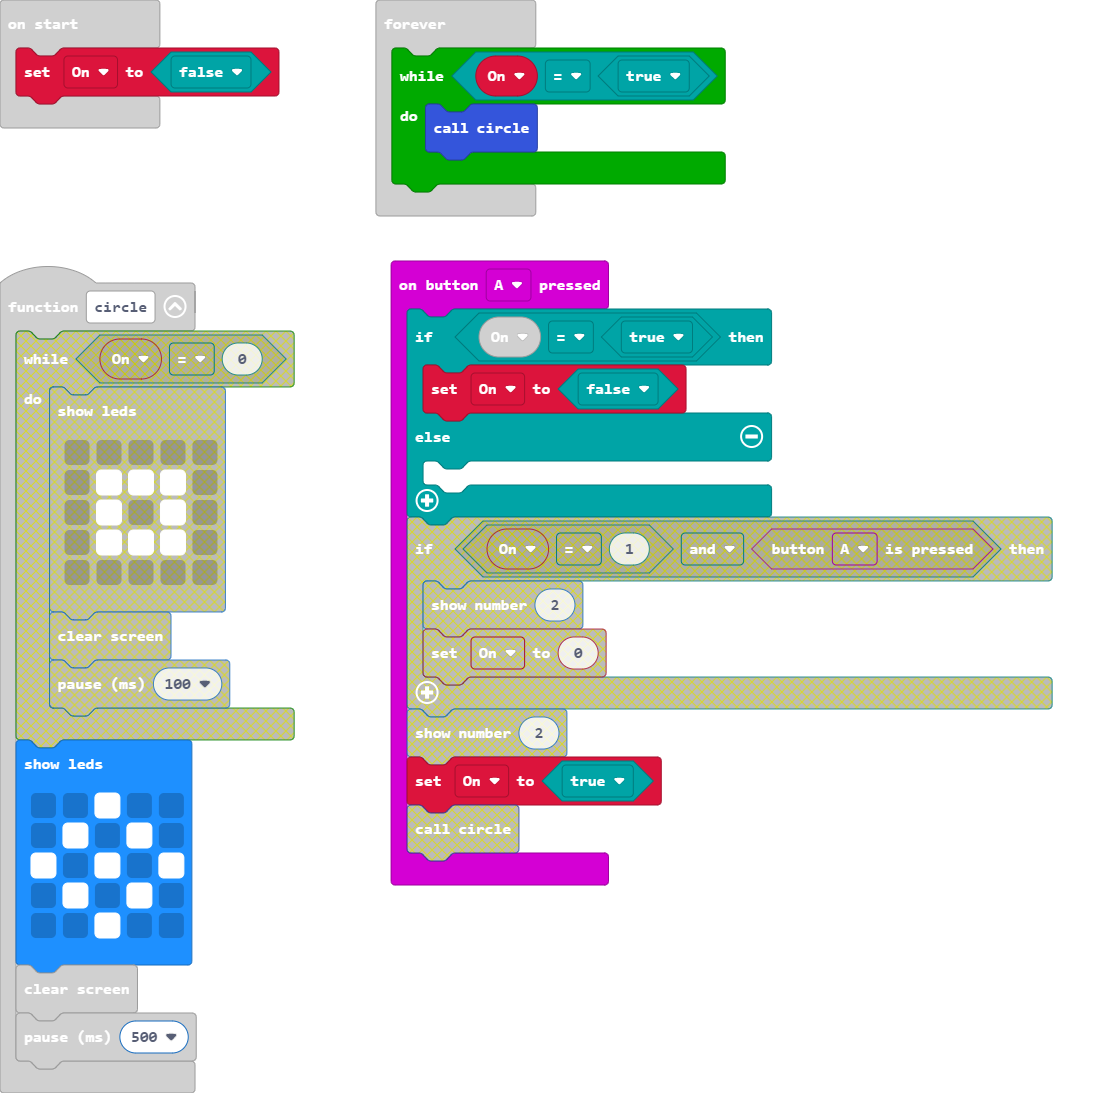 on start
set On to false
forever
while On = true
do
call circle
function circle
while On = 0
do
show leds
clear screen
pause (ms) 100
show leds
clear screen
pause (ms) 500
on button A pressed
if On = true then
set On to false
else
if On = 1 and button A is pressed then
show number 2
set On to 0
show number 2
set On to true
call circle